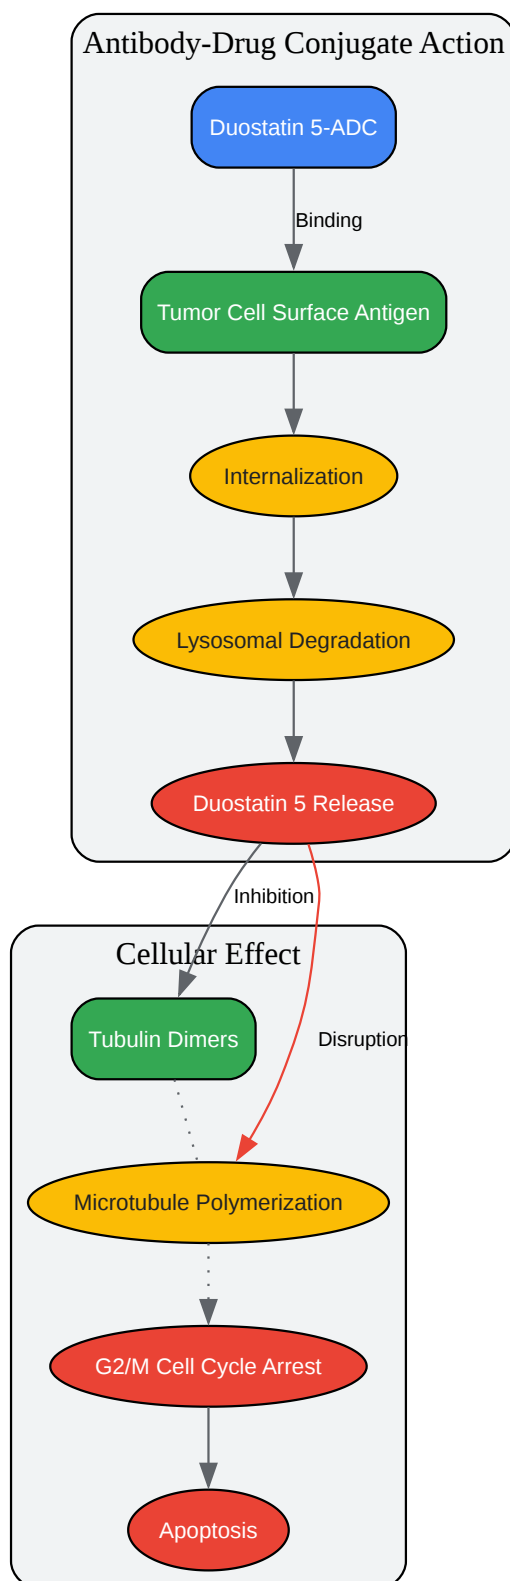 Antibody-Drug Conjugate Action
Duostatin 5-ADC
Binding
Tumor Cell Surface Antigen
Internalization
Lysosomal Degradation
Duostatin 5 Release
Inhibition
Cellular Effect
Tubulin Dimers
Disruption
Microtubule Polymerization
G2/M Cell Cycle Arrest
Apoptosis